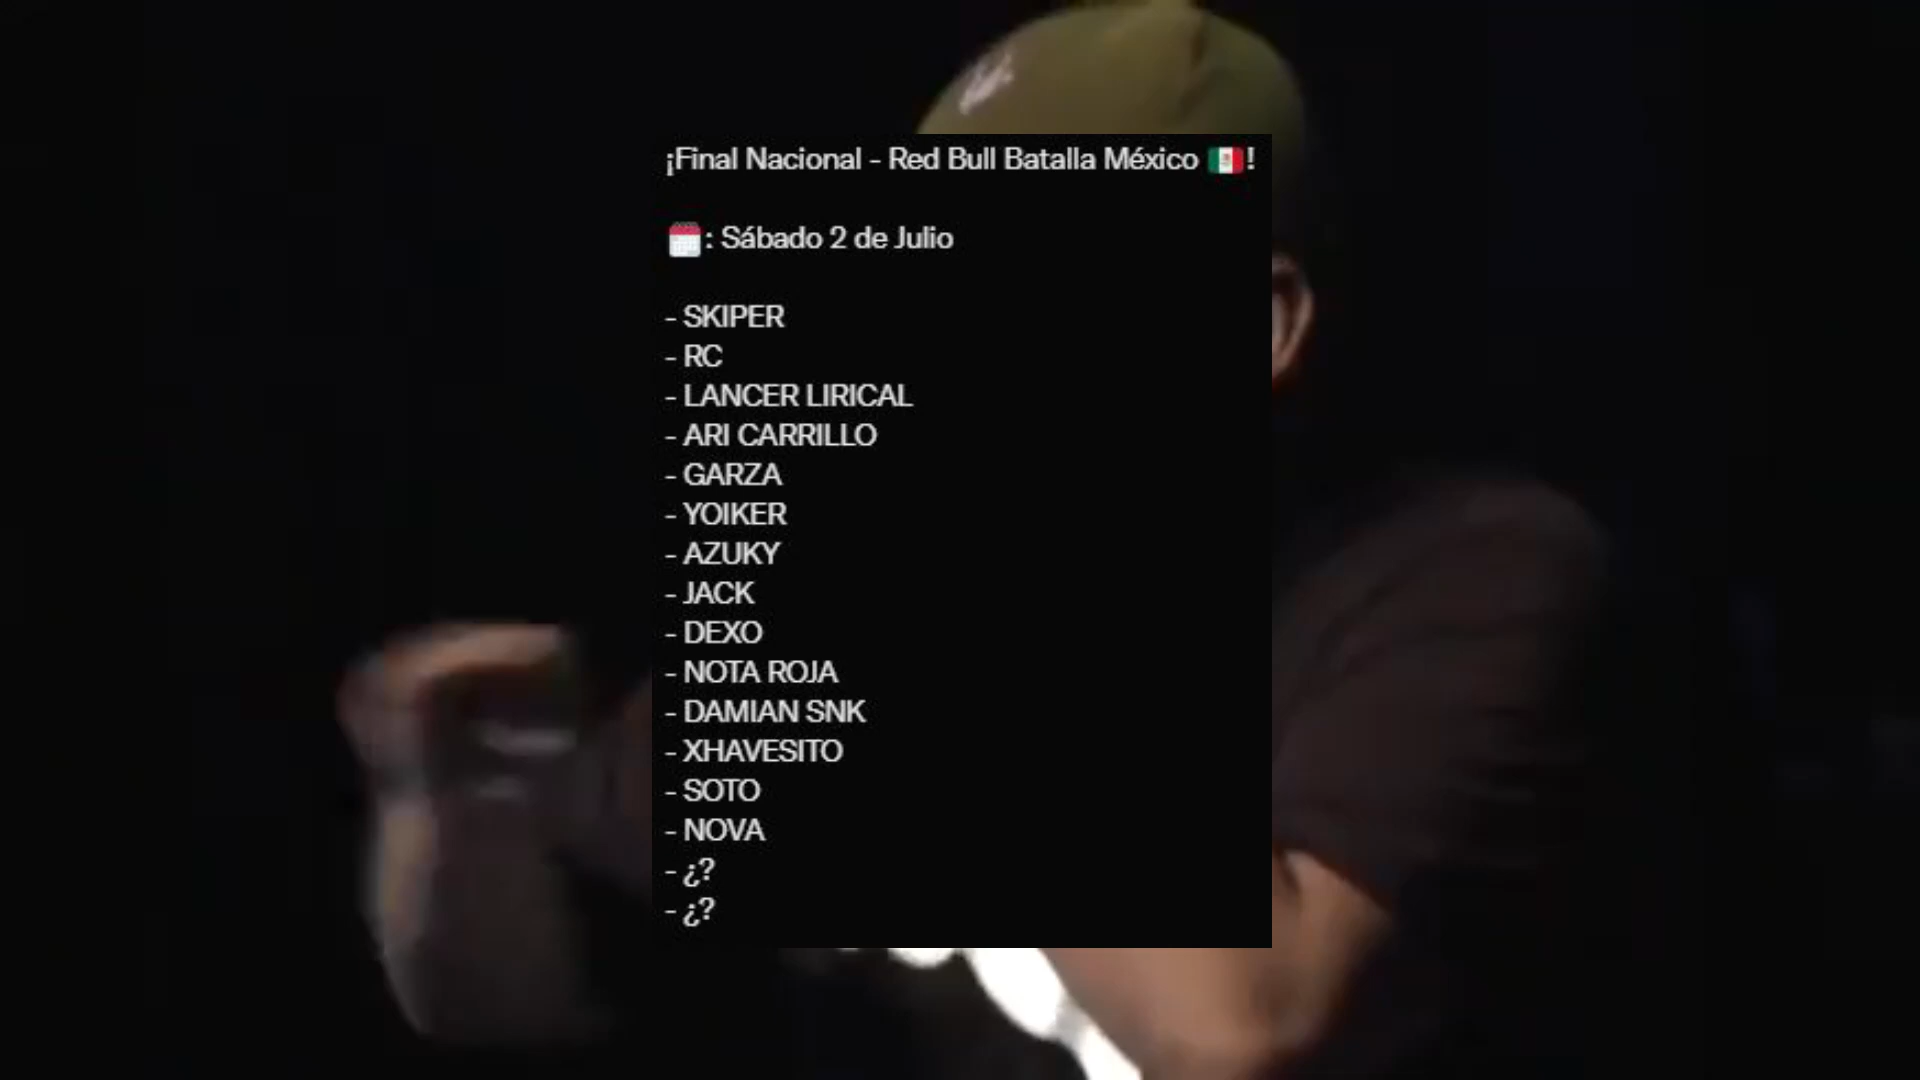 ¡Final Nacional - Red Bull Batalla México 🇲🇽!
🗓: Sábado 2 de Julio
- SKIPER
- RC
- LANCER LIRICAL
- ARI CARRILLO
- GARZA
- YOIKER
- AZUKY
- JACK
- DEXO
- NOTA ROJA
- DAMIAN SNK
- XHAVESITO
- SOTO
- NOVA
- ¿?
- ¿?